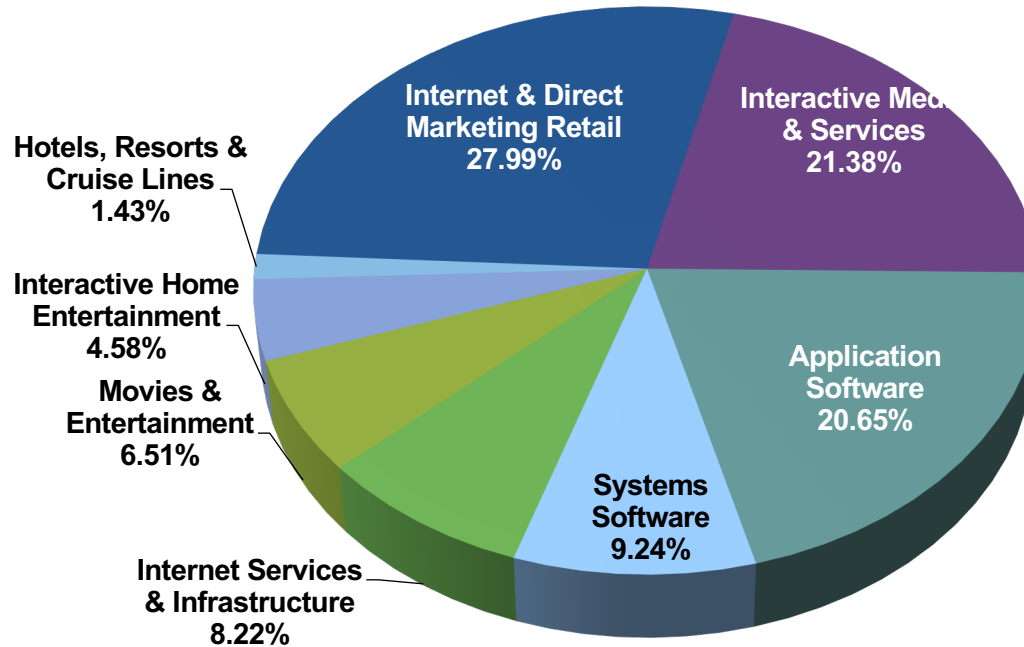 Internet & Direct
Marketing Retail
27.99%
Interactive Med
& Services
21.38%
Hotels, Resorts &
Cruise Lines
1.43%
Interactive Home
Entertainment
4.58%
Movies &
Entertainment
6.51%
Application
Software
20.65%
Systems
Software
9.24%
Internet Services
& Infrastructure
8.22%